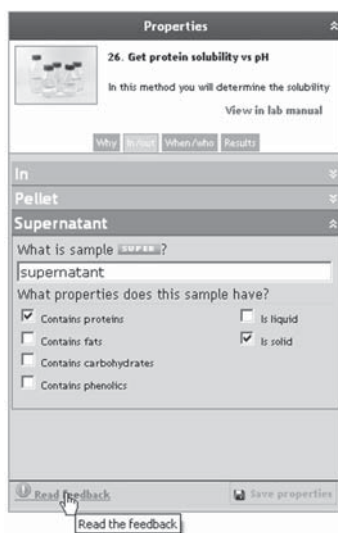 Properties
26. Get protein solubility vs pH
In this method you will determine the solubility
View in lab manual
Why In/out When/who Results
In
Pellet
Supernatant
What is sample SUPER ?
supernatant
What properties does this sample have?
Contains proteins Is liquid
Contains fats Is solid
Contains carbohydrates
Contains phenolics
Read feedback Save properties
Read the feedback